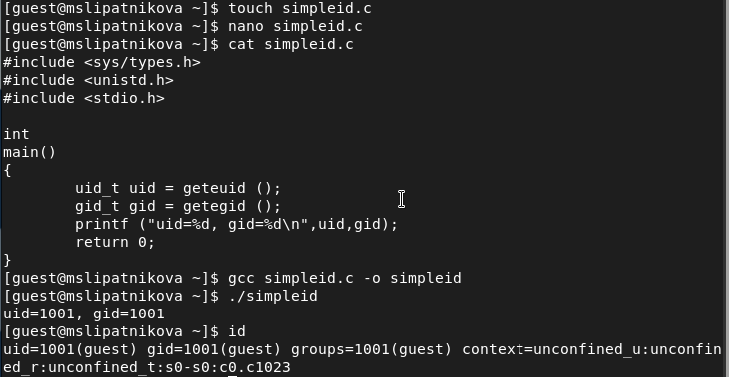 [guest@mslipatnikova ~]$ touch simpleid.c
[guest@mslipatnikova ~]$ nano simpleid.c
[guest@mslipatnikova ~]$ cat simpleid.c
#include <sys/types.h>
#include <unistd.h>
#include <stdio.h>

int
main()
{
        uid_t uid = geteuid ();
        gid_t gid = getegid ();
        printf ("uid=%d, gid=%d\n",uid,gid);
        return 0;
}
[guest@mslipatnikova ~]$ gcc simpleid.c -o simpleid
[guest@mslipatnikova ~]$ ./simpleid
uid=1001, gid=1001
[guest@mslipatnikova ~]$ id
uid=1001(guest) gid=1001(guest) groups=1001(guest) context=unconfined_u:unconfin
ed_r:unconfined_t:s0-s0:c0.c1023